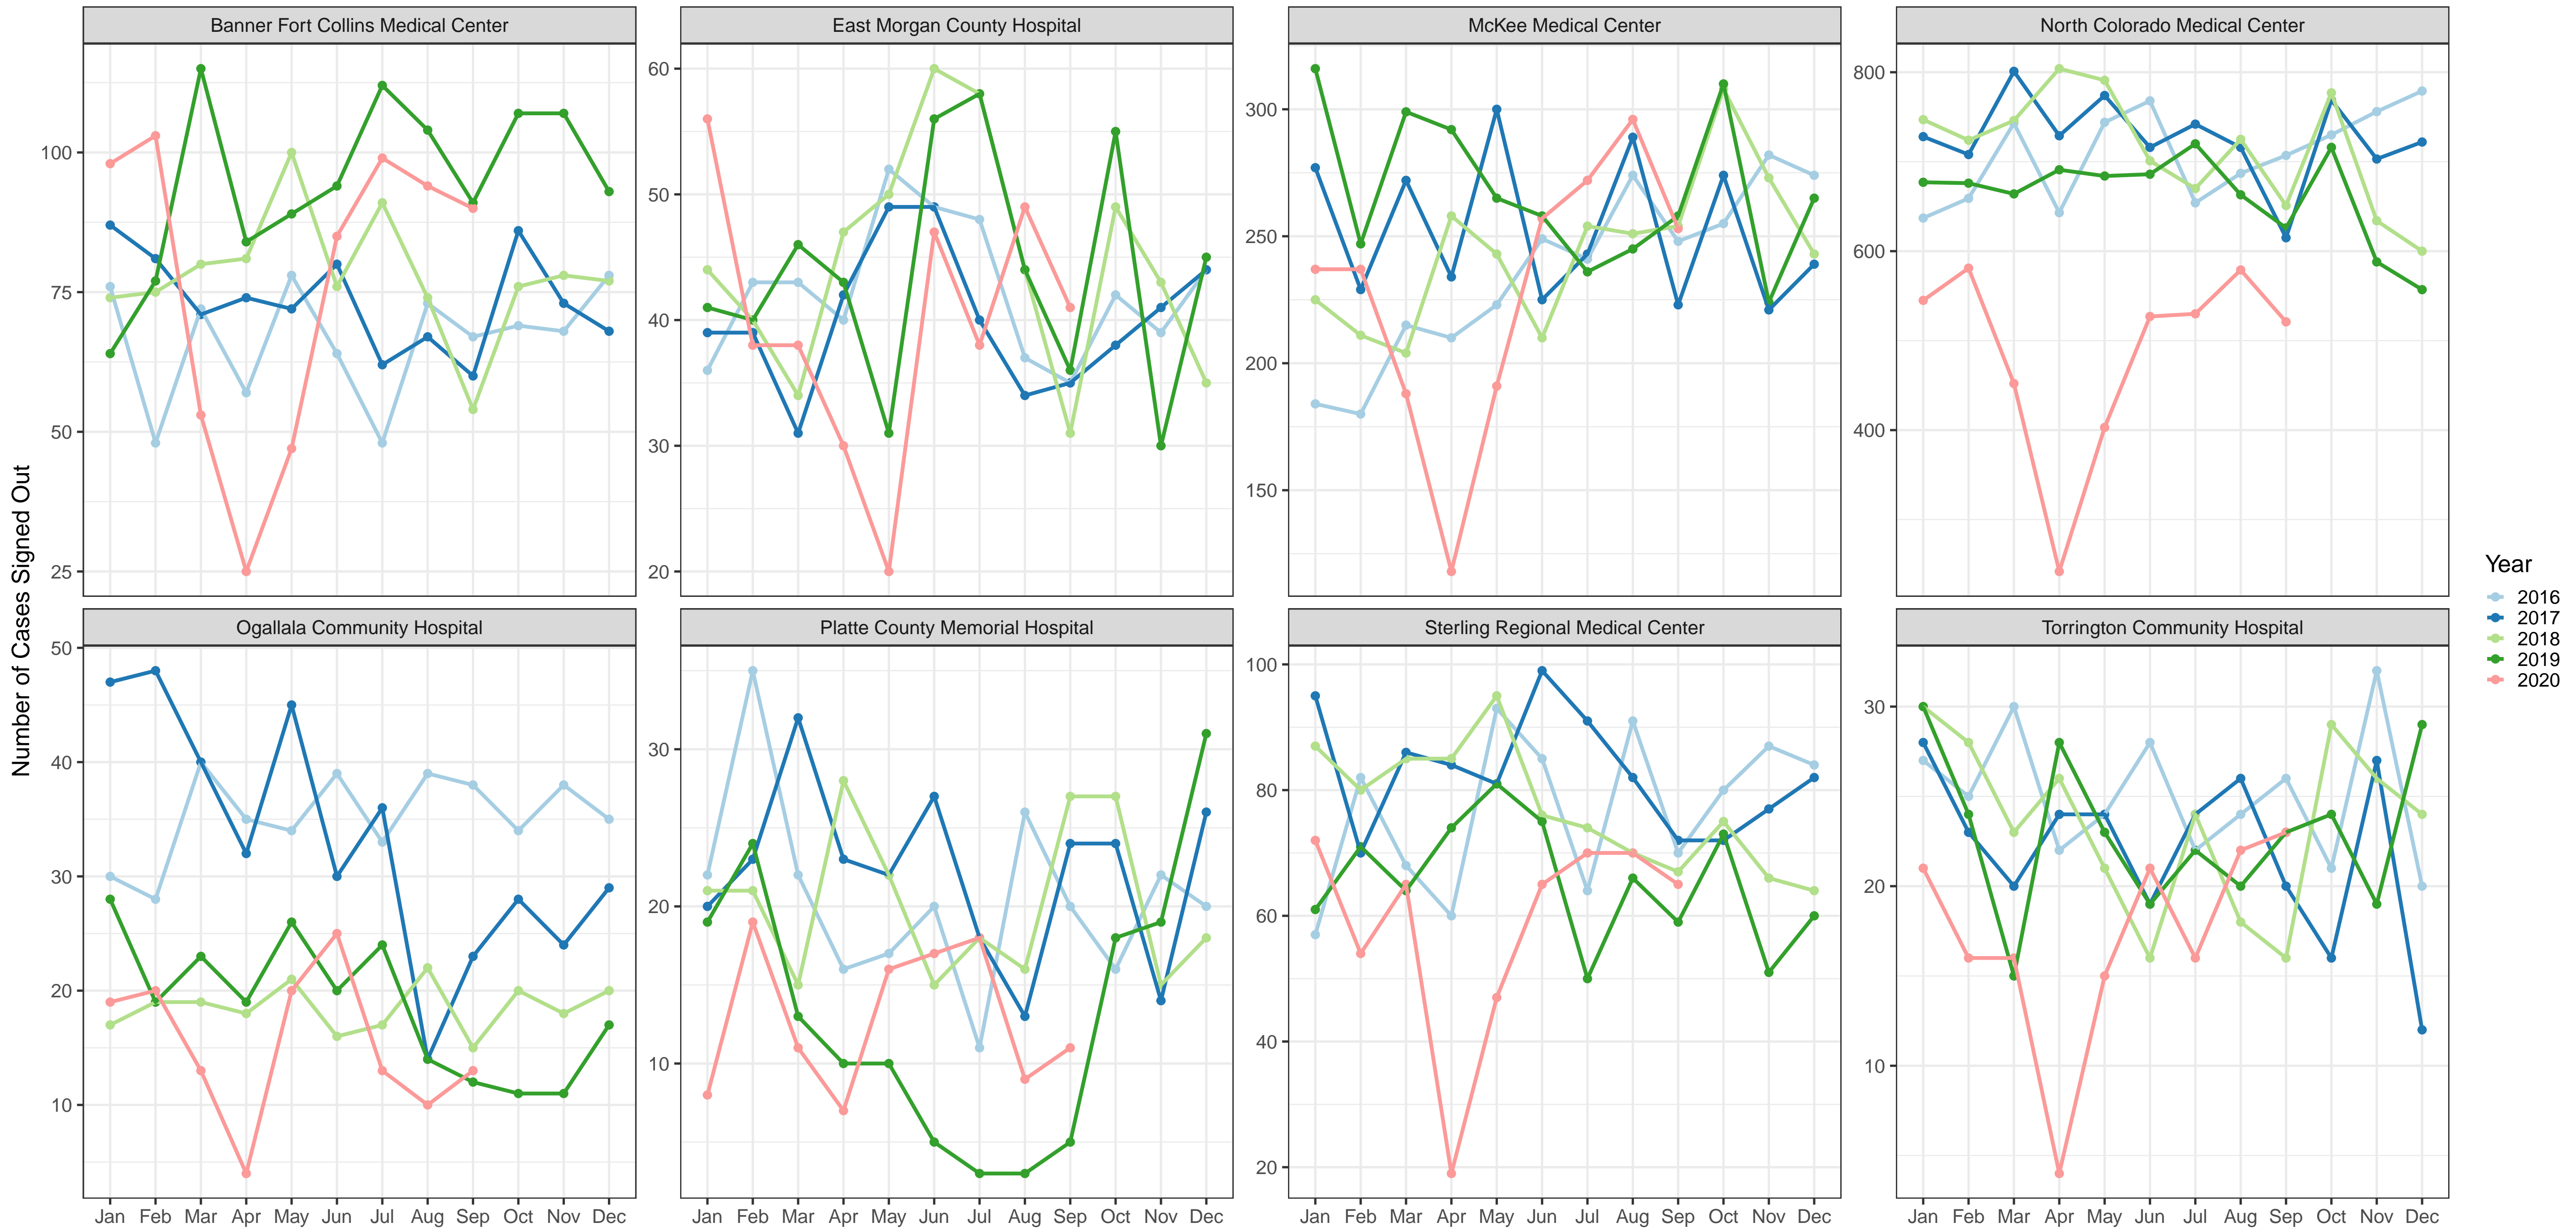 Banner Fort Collins Medical Center
East Morgan County Hospital
McKee Medical Center
North Colorado Medical Center
100
75
50
25
60
50
40
30
20
300
250
200
150
800
600
400
Number of Cases Signed Out
Ogallala Community Hospital
Platte County Memorial Hospital
Sterling Regional Medical Center
Torrington Community Hospital
50
40
30
20
10
30
20
10
100
80
60
40
20
30
20
10
Jan Feb Mar Apr May Jun Jul Aug Sep Oct Nov Dec
Jan Feb Mar Apr May Jun Jul Aug Sep Oct Nov Dec
Jan Feb Mar Apr May Jun Jul Aug Sep Oct Nov Dec
Jan Feb Mar Apr May Jun Jul Aug Sep Oct Nov Dec
Year
2016
2017
2018
2019
2020